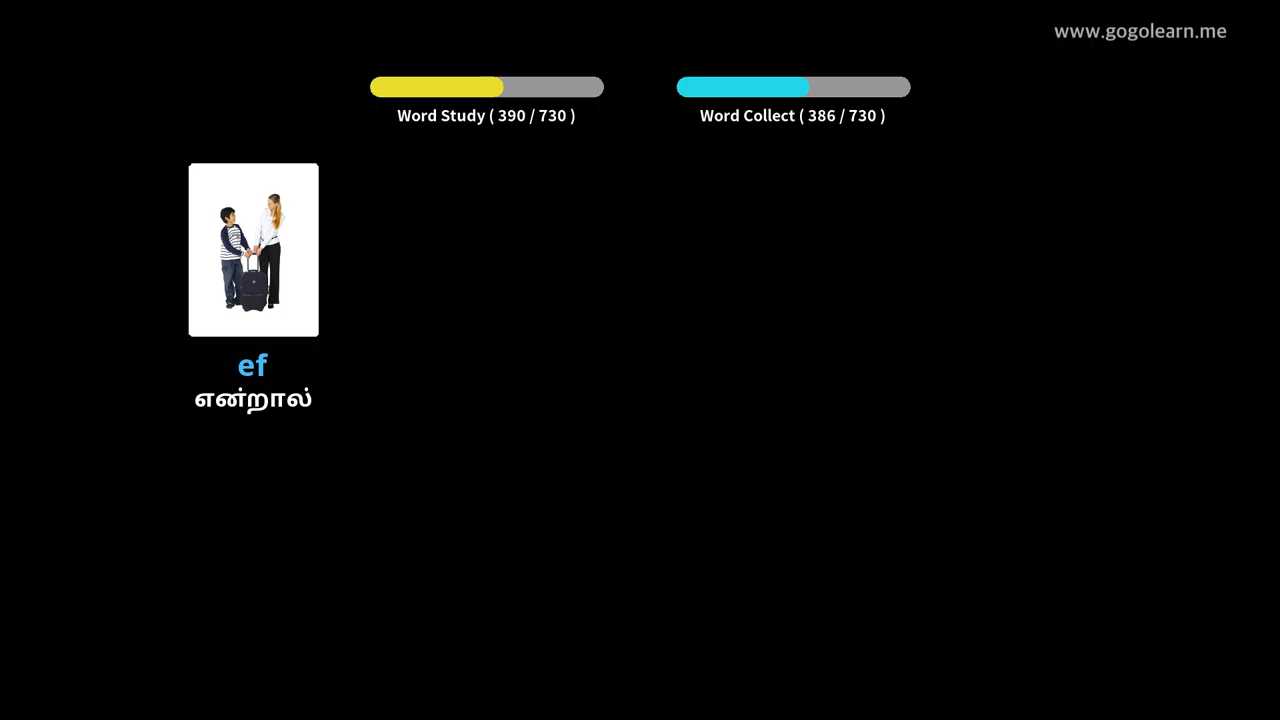 www.gogolearn.me
Word Study ( 390 / 730 )
Word Collect ( 386 / 730 )
ef
என்றால்